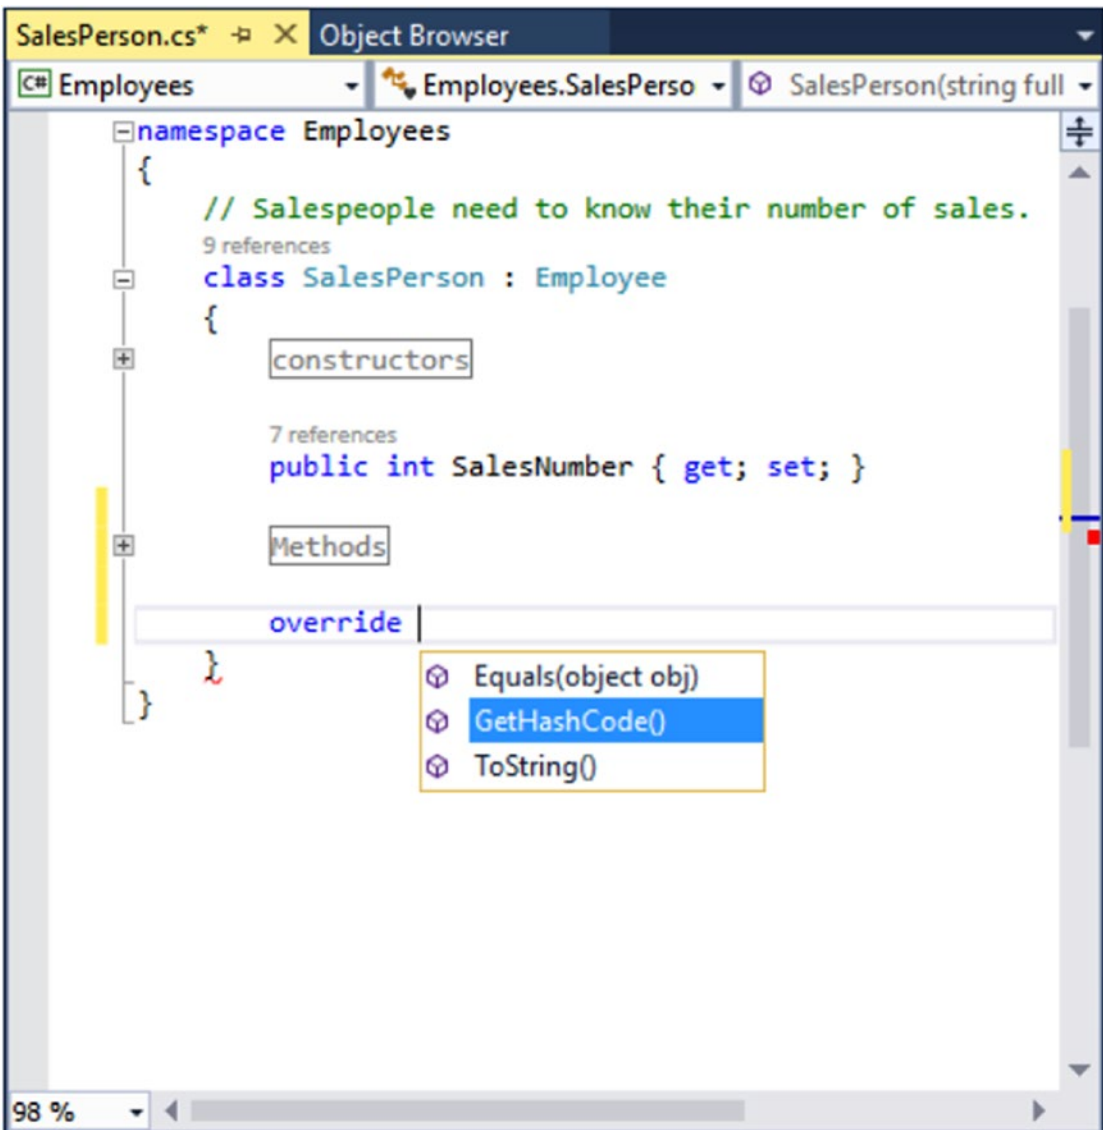 SalesPerson.cs* Object Browser
C# Employees Employees.SalesPerso SalesPerson(string full
namespace Employees
{
// Salespeople need to know their number of sales.
9 references
class SalesPerson : Employee
{
constructors
7 references
public int SalesNumber { get; set; }
Methods
override
}
Equals(object obj)
GetHashCode()
}
ToString()
98 %